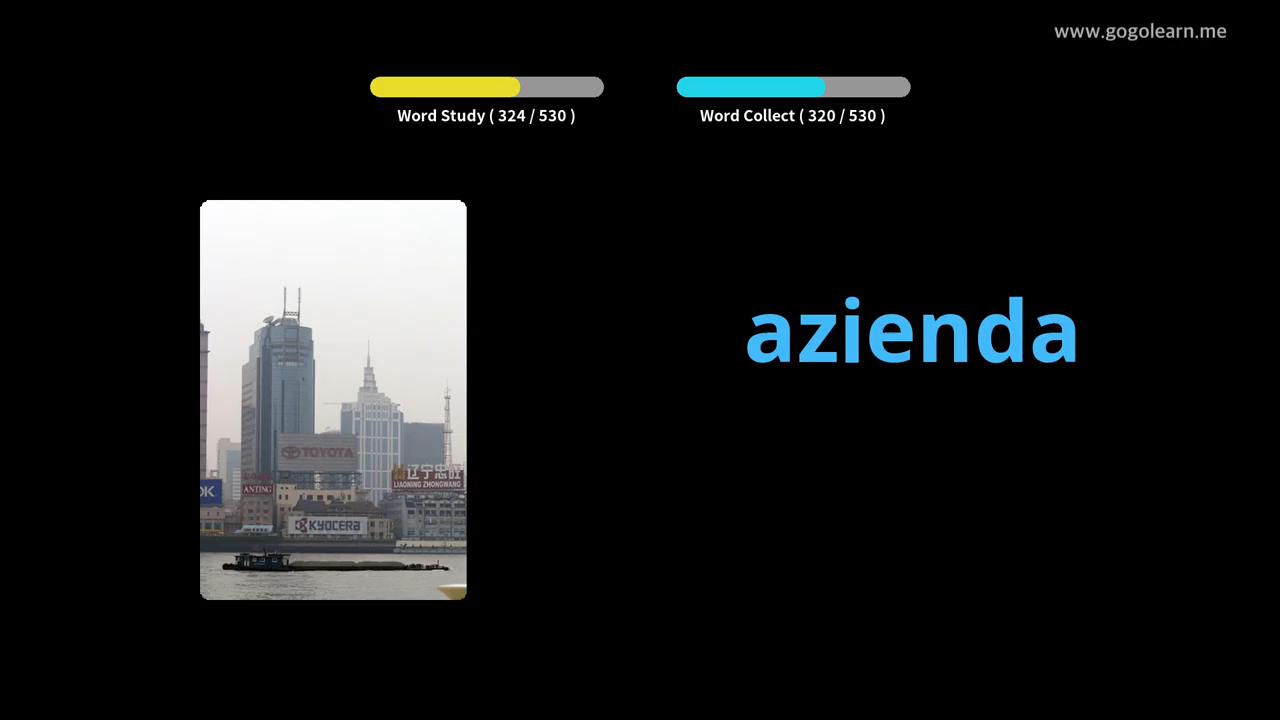 www.gogolearn.me
Word Study ( 324 / 530 )
Word Collect ( 320 / 530 )
azienda
TOYOTA
辽宁忠旺
LIAONING ZHONGWANG
OK
ANTING
KYOCERA